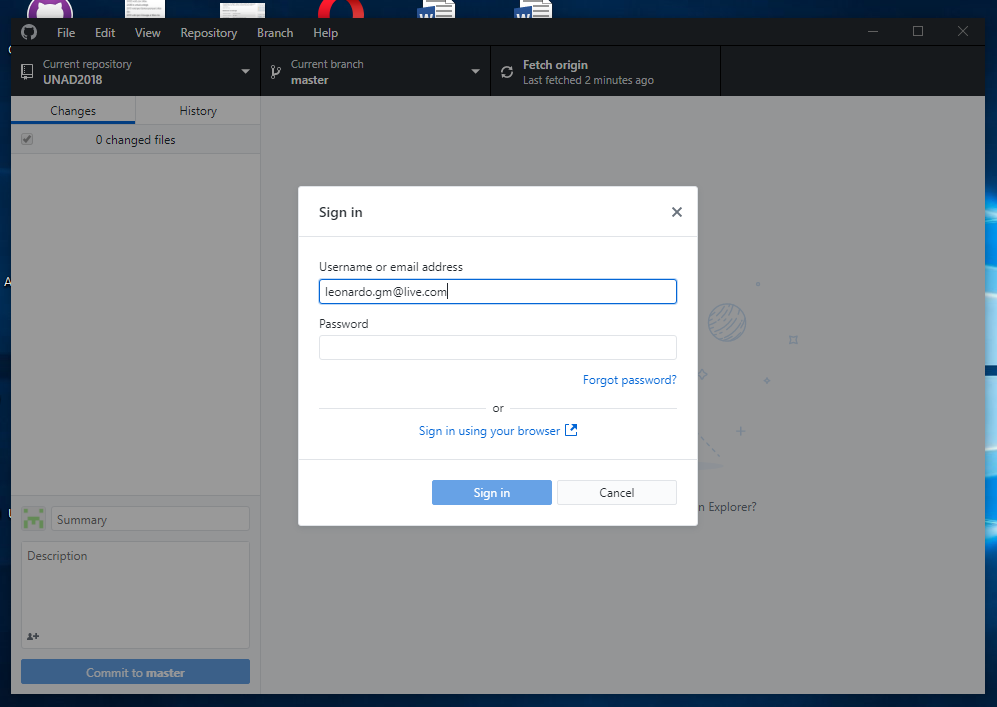 File Edit View Repository Branch Help
Current repository
UNAD2018
Current branch
master
Fetch origin
Last fetched 2 minutes ago
Changes
History
0 changed files
Sign in
Username or email address
leonardo.gm@live.com
Password
Forgot password?
or
Sign in using your browser
Sign in
Cancel
n Explorer?
Summary
Description
Commit to master